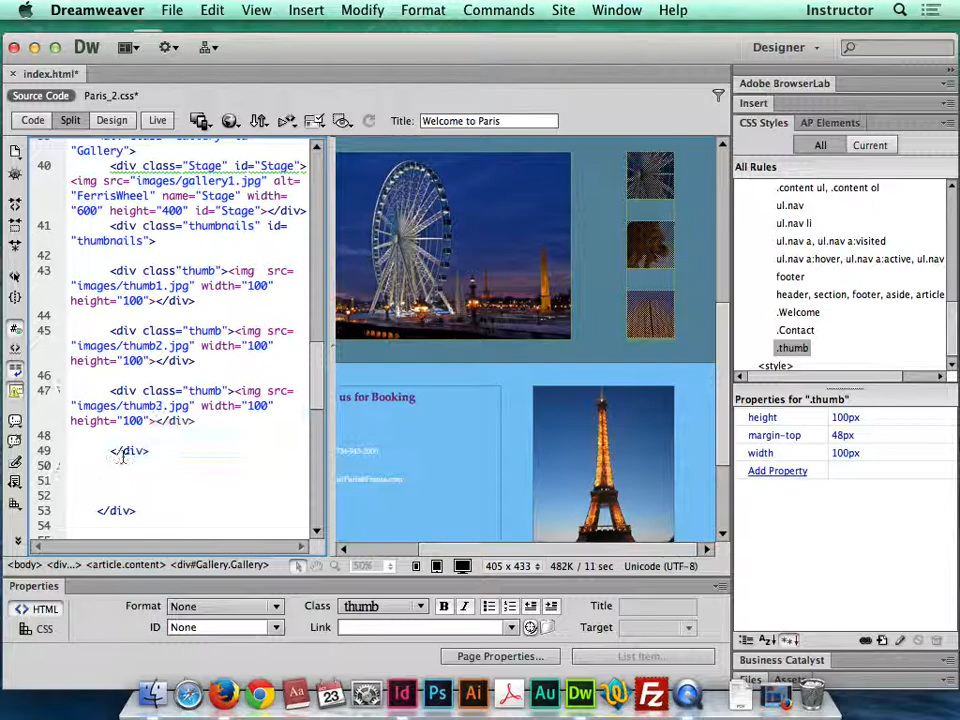 Dreamweaver File Edit View Insert Modify Format Commands Site Window Help Instructor
Dw Designer
index.html*
Source Code Paris_2.css*
Code Split Design Live Title: Welcome to Paris
"Gallery">
40 <div class="Stage" id="Stage">
<img src="images/gallery1.jpg" alt=
"FerrisWheel" name="Stage" width=
"600" height="400" id="Stage"></div>
41 <div class="thumbnails" id=
"thumbnails">
42
43 <div class"thumb"><img src=
"images/thumb1.jpg" width="100"
height="100"></div>
44
45 <div class="thumb"><img src=
"images/thumb2.jpg" width="100"
height="100"></div>
46
47 <div class="thumb"><img src=
"images/thumb3.jpg" width="100"
height="100"></div>
48
49 </div>
50
51
52
53 </div>
54
us for Booking
<body> <div...> <article.content> <div#Gallery.Gallery> 50% 405 x 433 482K / 11 sec Unicode (UTF-8)
Properties
HTML
CSS
Format None
ID None
Class thumb
Link
B I
Title
Target
Page Properties... List Item...
Adobe BrowserLab
Insert
CSS Styles AP Elements
All Current
All Rules
.content ul, .content ol
ul.nav
ul.nav li
ul.nav a, ul.nav a:visited
ul.nav a:hover, ul.nav a:active, ul.nav
footer
header, section, footer, aside, article
.Welcome
.Contact
.thumb
<style>
Properties for ".thumb"
height 100px
margin-top 48px
width 100px
Add Property
Business Catalyst
Files Assets
23 Id Ps Ai Au Dw Fz